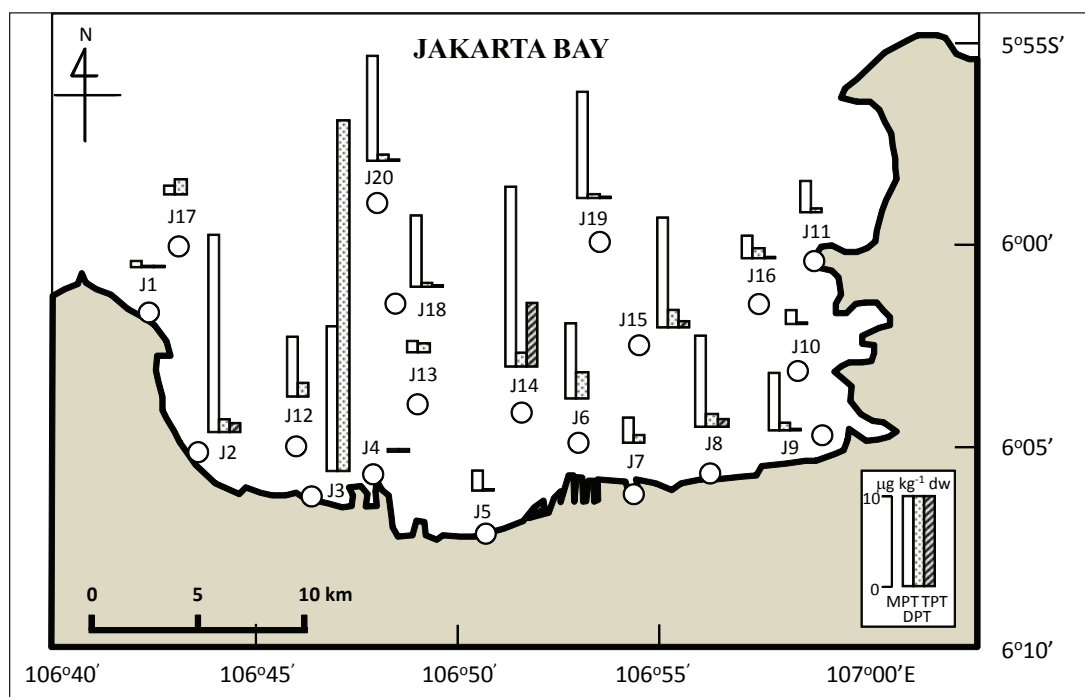 JAKARTA BAY
N
5°55S′
J20
J17
J19
J11
6°00′
J1
J18
J16
J15
J10
J13
J14
J12
J6
J4
J2
J7
J8
J9
6°05′
J3
J5
µg kg⁻¹ dw
10
0
MPT TPT
DPT
0 5 10 km
6°10′
106°40′ 106°45′ 106°50′ 106°55′ 107°00′E